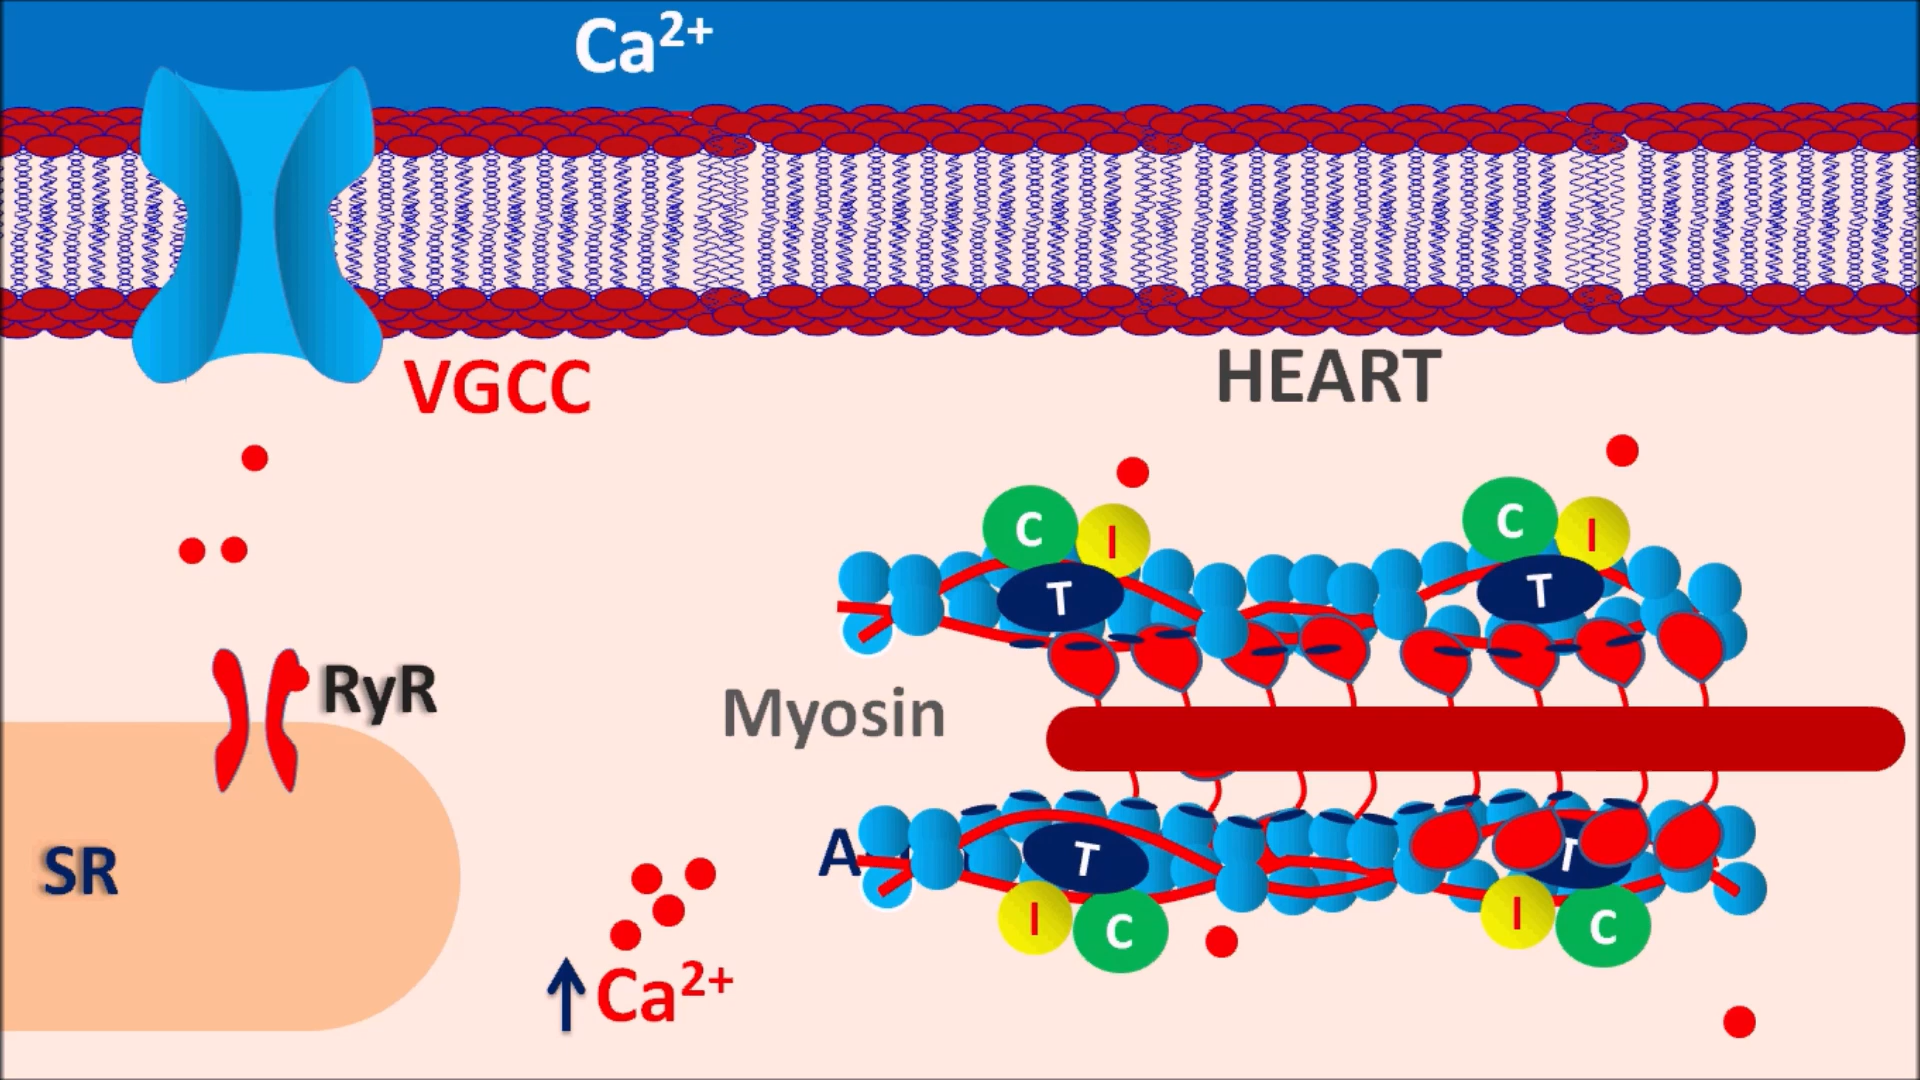 Ca²⁺
VGCC
HEART
C I
T
C I
T
RyR
Myosin
SR
A
T
I C
T
I C
↑Ca²⁺